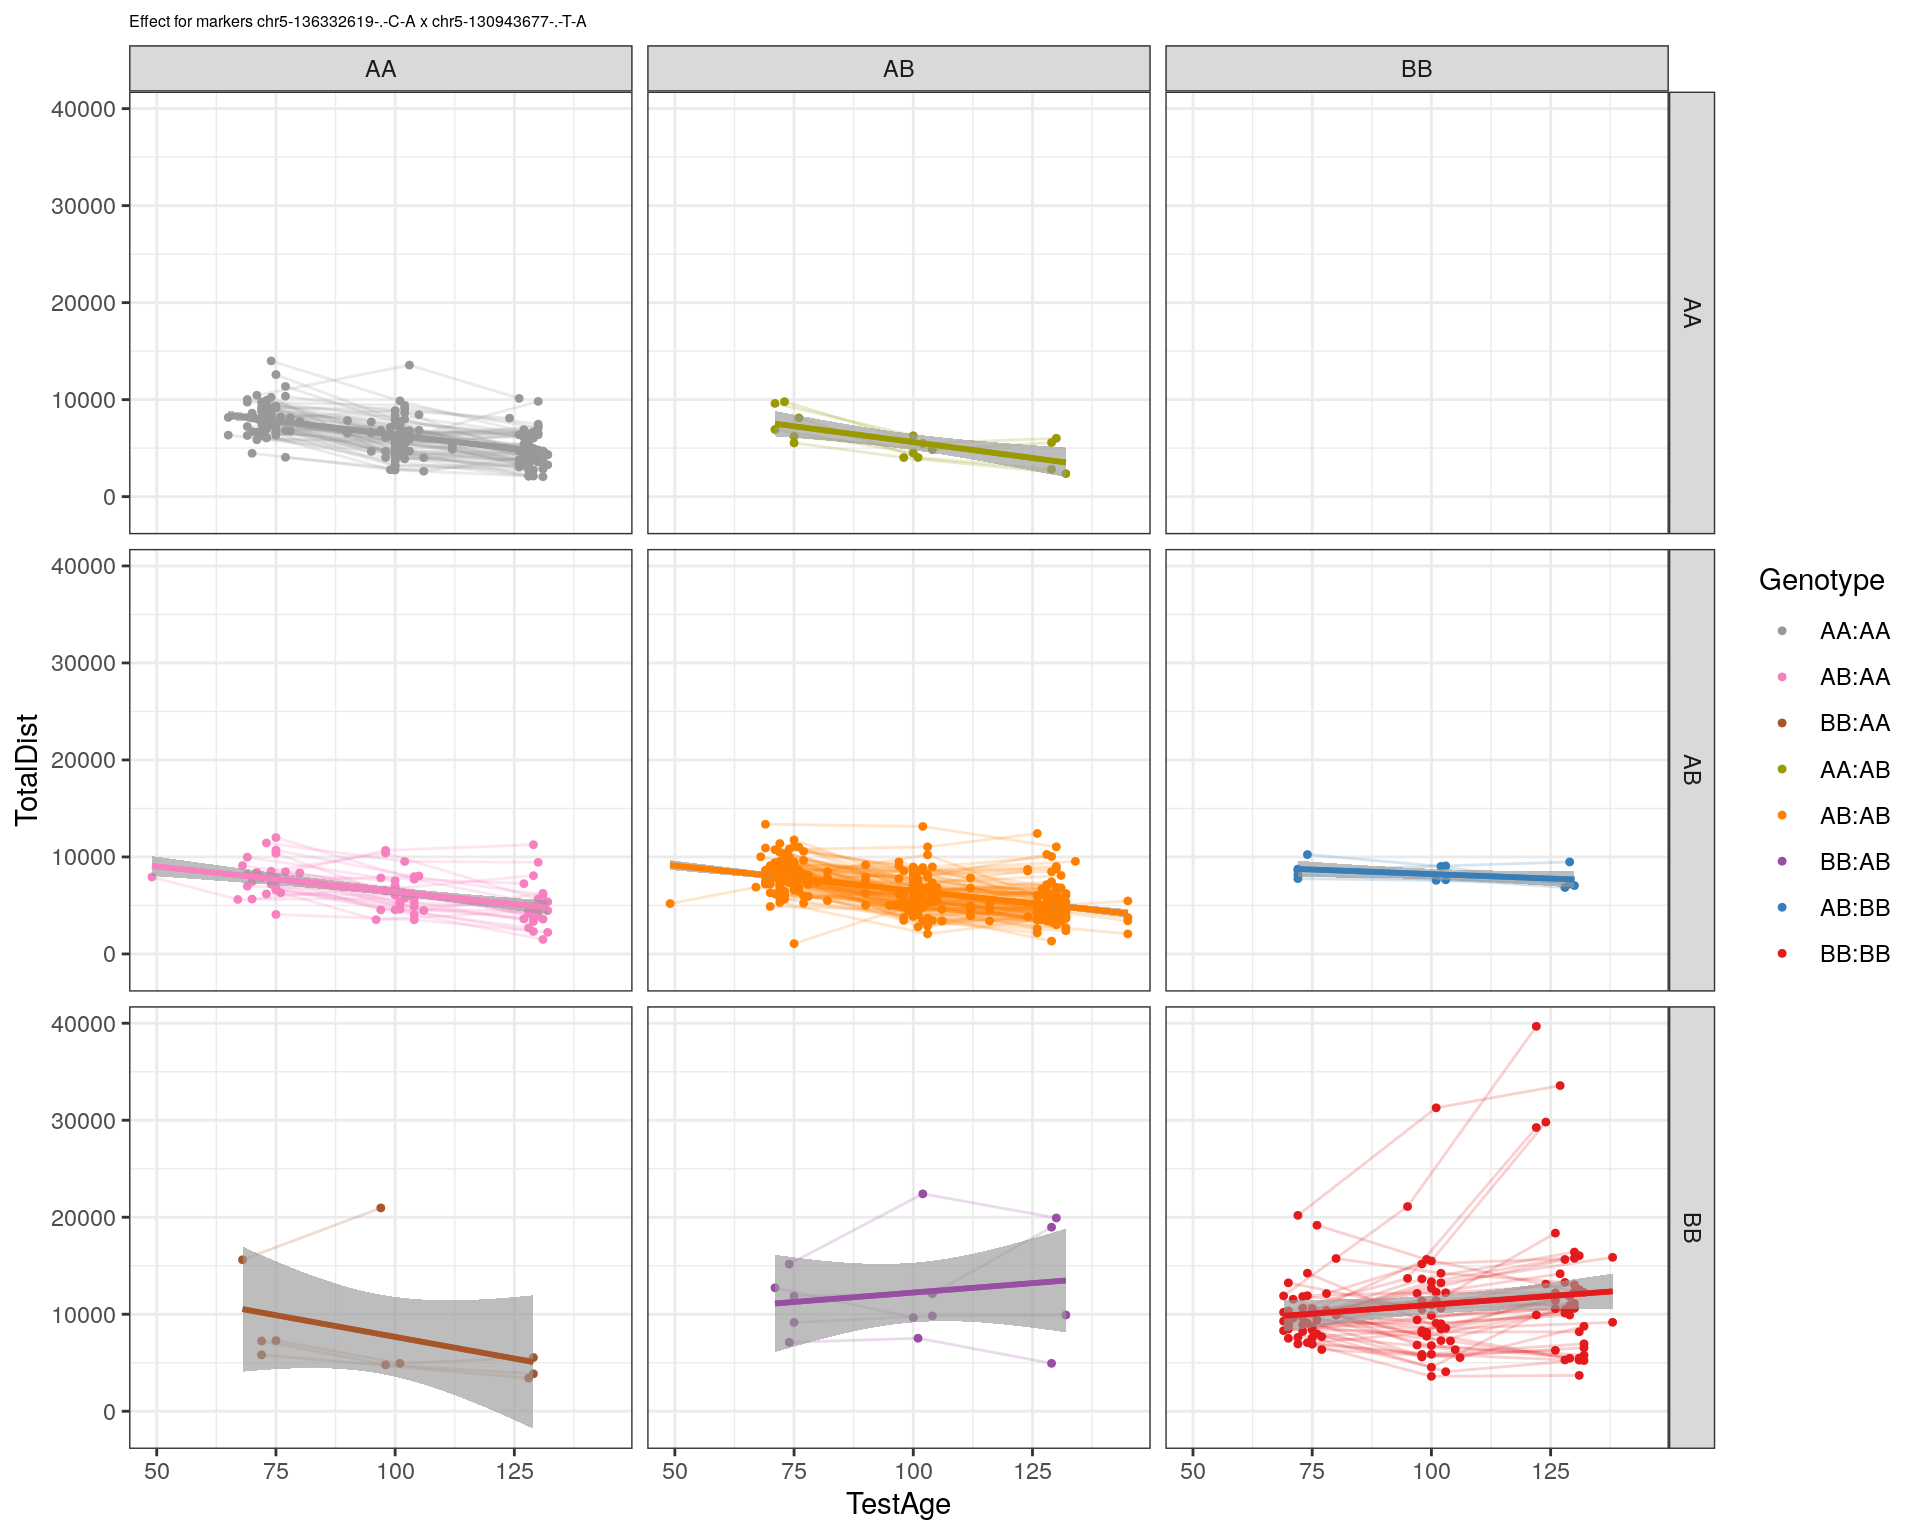 Effect for markers chr5-136332619-.-C-A x chr5-130943677-.-T-A
AA
AB
BB
40000
30000
20000
10000
0
AA
40000
30000
20000
10000
0
AB
40000
30000
20000
10000
0
BB
50
75
100
125
50
75
100
125
50
75
100
125
TestAge
TotalDist
Genotype
AA:AA
AB:AA
BB:AA
AA:AB
AB:AB
BB:AB
AB:BB
BB:BB